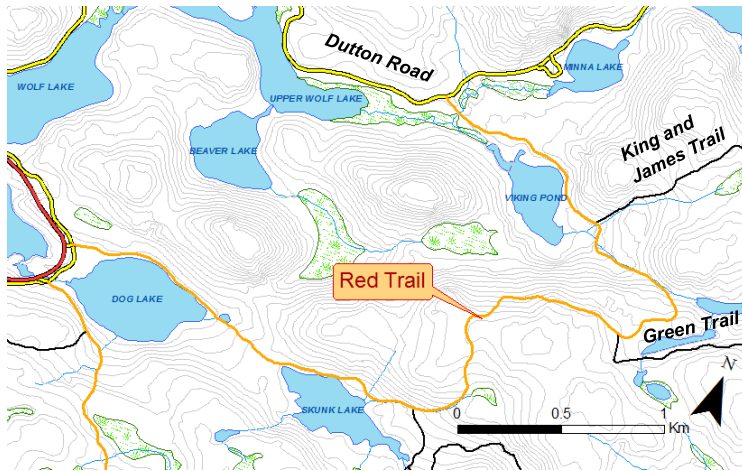 Dutton Road
MINNA LAKE
WOLF LAKE
UPPER WOLF LAKE
King and
James Trail
BEAVER LAKE
VIKING POND
Red Trail
DOG LAKE
Green Trail
N
SKUNK LAKE
0 0.5 1
Km